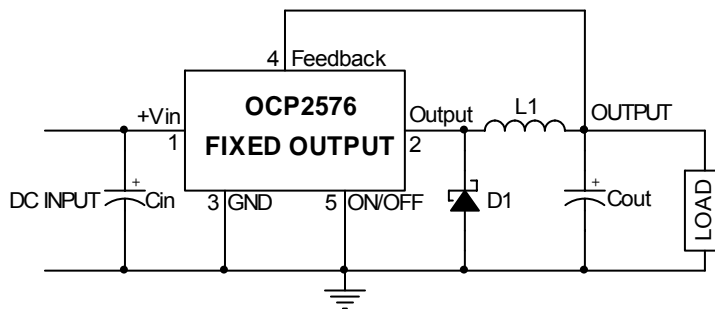 4 Feedback
OCP2576
FIXED OUTPUT
+Vin
1
Output
2
L1
OUTPUT
DC INPUT
+
Cin
3 GND
5 ON/OFF
D1
+
Cout
LOAD